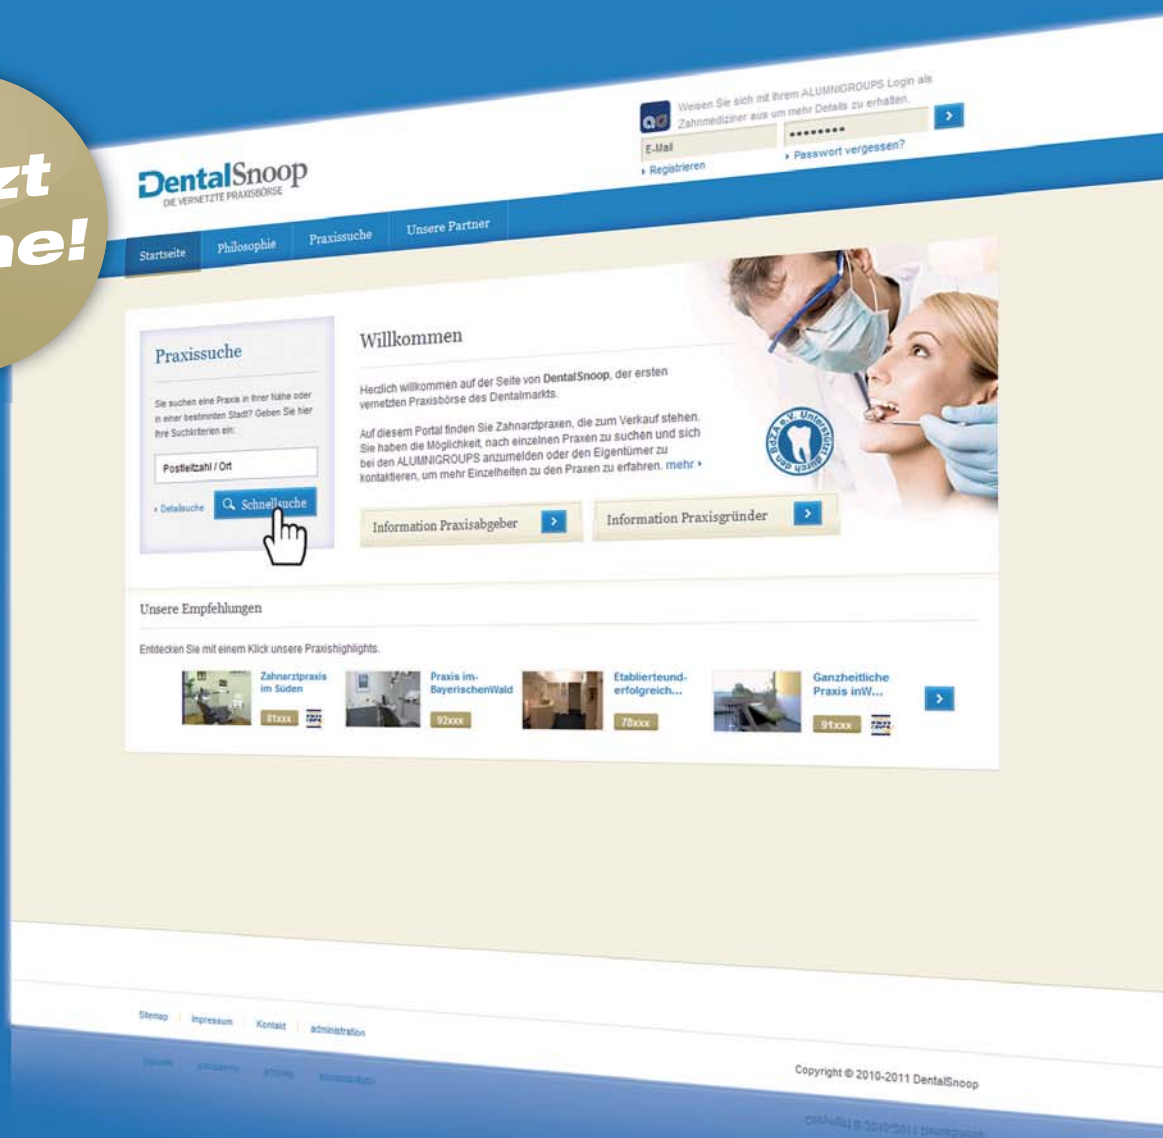 zt
ne!
Weisen Sie sich mit Ihrem ALUMNIGROUPS Login als
Zahnmediziner aus um mehr Details zu erhalten.
E-Mail
••••••••
Registrieren
Passwort vergessen?
DentalSnoop
DIE VERNETZTE PRAXISBÖRSE
Startseite Philosophie Praxissuche Unsere Partner
Praxissuche
Sie suchen eine Praxis in Ihrer Nähe oder
in einer bestimmten Stadt? Geben Sie hier
Ihre Suchkriterien ein:
Postleitzahl / Ort
Detailsuche
Schnellsuche
Willkommen
Herzlich willkommen auf der Seite von DentalSnoop, der ersten
vernetzten Praxisbörse des Dentalmarkts.
Auf diesem Portal finden Sie Zahnarztpraxen, die zum Verkauf stehen.
Sie haben die Möglichkeit, nach einzelnen Praxen zu suchen und sich
bei den ALUMNIGROUPS anzumelden oder den Eigentümer zu
kontaktieren, um mehr Einzelheiten zu den Praxen zu erfahren. mehr
Unterstützt durch den BdZA e.V.
Information Praxisabgeber
Information Praxisgründer
Unsere Empfehlungen
Entdecken Sie mit einem Klick unsere Praxishighlights.
Zahnarztpraxis
im Süden
81xxx
Praxis im-
BayerischenWald
92xxx
Etablierteund-
erfolgreich...
78xxx
Ganzheitliche
Praxis inW...
91xxx
Sitemap Impressum Kontakt administration
Copyright © 2010-2011 DentalSnoop